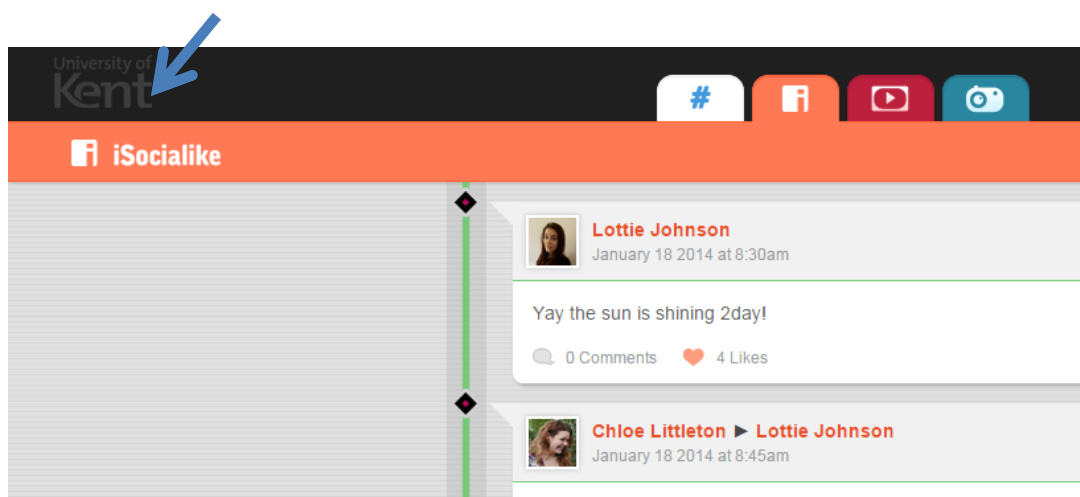 University of
Kent
#
iSocialike
Lottie Johnson
January 18 2014 at 8:30am
Yay the sun is shining 2day!
0 Comments 4 Likes
Chloe Littleton ► Lottie Johnson
January 18 2014 at 8:45am